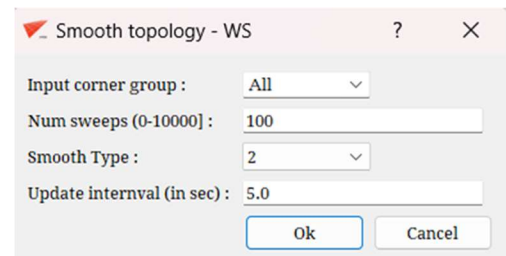 Smooth topology - WS ?
Input corner group : All
Num sweeps (0-10000] : 100
Smooth Type : 2
Update internval (in sec) : 5.0
Ok Cancel